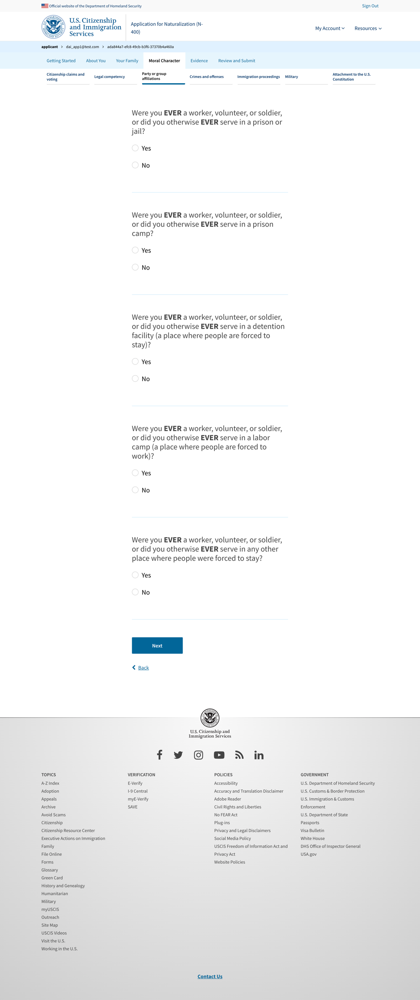 Official website of the Department of Homeland Security
Sign Out
U.S. Citizenship
and Immigration
Services
Application for Naturalization (N-
400)
My Account
Resources
applicant > dai_app1@test.com > ada844a7-efc8-49cb-b3f6-37370b4a460a
Getting Started
About You
Your Family
Moral Character
Evidence
Review and Submit
Citizenship claims and
voting
Legal competency
Party or group
affiliations
Crimes and offenses
Immigration proceedings
Military
Attachment to the U.S.
Constitution
Were you EVER a worker, volunteer, or soldier,
or did you otherwise EVER serve in a prison or
jail?
Yes
No
Were you EVER a worker, volunteer, or soldier,
or did you otherwise EVER serve in a prison
camp?
Yes
No
Were you EVER a worker, volunteer, or soldier,
or did you otherwise EVER serve in a detention
facility (a place where people are forced to
stay)?
Yes
No
Were you EVER a worker, volunteer, or soldier,
or did you otherwise EVER serve in a labor
camp (a place where people are forced to
work)?
Yes
No
Were you EVER a worker, volunteer, or soldier,
or did you otherwise EVER serve in any other
place where people were forced to stay?
Yes
No
Next
Back
U.S. Citizenship and
Immigration Services
TOPICS
A-Z Index
Adoption
Appeals
Archive
Avoid Scams
Citizenship
Citizenship Resource Center
Executive Actions on Immigration
Family
File Online
Forms
Glossary
Green Card
History and Genealogy
Humanitarian
Military
myUSCIS
Outreach
Site Map
USCIS Videos
Visit the U.S.
Working in the U.S.
VERIFICATION
E-Verify
I-9 Central
myE-Verify
SAVE
POLICIES
Accessibility
Accuracy and Translation Disclaimer
Adobe Reader
Civil Rights and Liberties
No FEAR Act
Plug-ins
Privacy and Legal Disclaimers
Social Media Policy
USCIS Freedom of Information Act and
Privacy Act
Website Policies
GOVERNMENT
U.S. Department of Homeland Security
U.S. Customs & Border Protection
U.S. Immigration & Customs
Enforcement
U.S. Department of State
Passports
Visa Bulletin
White House
DHS Office of Inspector General
USA.gov
Contact Us